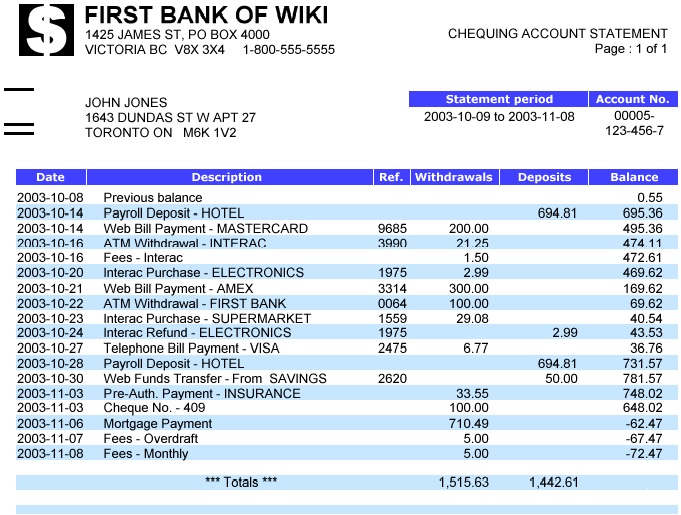 FIRST BANK OF WIKI
1425 JAMES ST, PO BOX 4000
VICTORIA BC V8X 3X4 1-800-555-5555
CHEQUING ACCOUNT STATEMENT
Page : 1 of 1
JOHN JONES
1643 DUNDAS ST W APT 27
TORONTO ON M6K 1V2
Statement period Account No.
2003-10-09 to 2003-11-08 00005-
123-456-7
Date Description Ref. Withdrawals Deposits Balance
2003-10-08 Previous balance 0.55
2003-10-14 Payroll Deposit - HOTEL 694.81 695.36
2003-10-14 Web Bill Payment - MASTERCARD 9685 200.00 495.36
2003-10-16 ATM Withdrawal - INTERAC 3990 21.25 474.11
2003-10-16 Fees - Interac 1.50 472.61
2003-10-20 Interac Purchase - ELECTRONICS 1975 2.99 469.62
2003-10-21 Web Bill Payment - AMEX 3314 300.00 169.62
2003-10-22 ATM Withdrawal - FIRST BANK 0064 100.00 69.62
2003-10-23 Interac Purchase - SUPERMARKET 1559 29.08 40.54
2003-10-24 Interac Refund - ELECTRONICS 1975 2.99 43.53
2003-10-27 Telephone Bill Payment - VISA 2475 6.77 36.76
2003-10-28 Payroll Deposit - HOTEL 694.81 731.57
2003-10-30 Web Funds Transfer - From SAVINGS 2620 50.00 781.57
2003-11-03 Pre-Auth. Payment - INSURANCE 33.55 748.02
2003-11-03 Cheque No. - 409 100.00 648.02
2003-11-06 Mortgage Payment 710.49 -62.47
2003-11-07 Fees - Overdraft 5.00 -67.47
2003-11-08 Fees - Monthly 5.00 -72.47
*** Totals *** 1,515.63 1,442.61